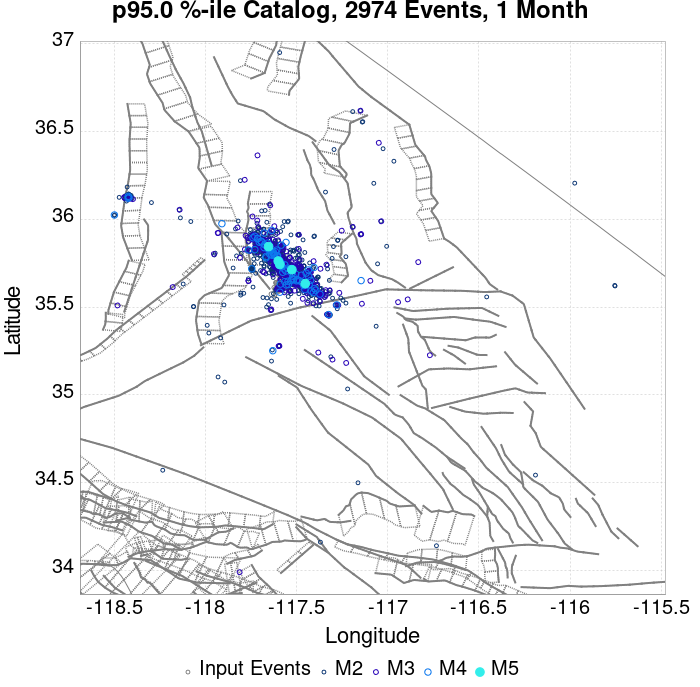 p95.0 %-ile Catalog, 2974 Events, 1 Month
37
36.5
36
35.5
35
34.5
34
Latitude
-118.5 -118 -117.5 -117 -116.5 -116 -115.5
Longitude
Input Events M2 M3 M4 M5